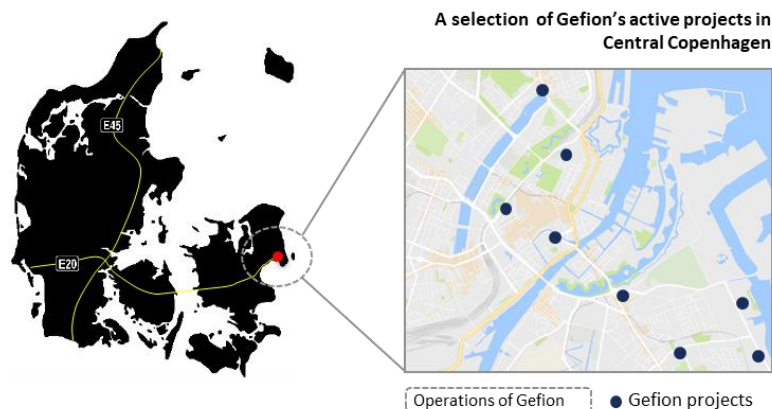 A selection of Gefion's active projects in
Central Copenhagen
E45
E20
Operations of Gefion
Gefion projects